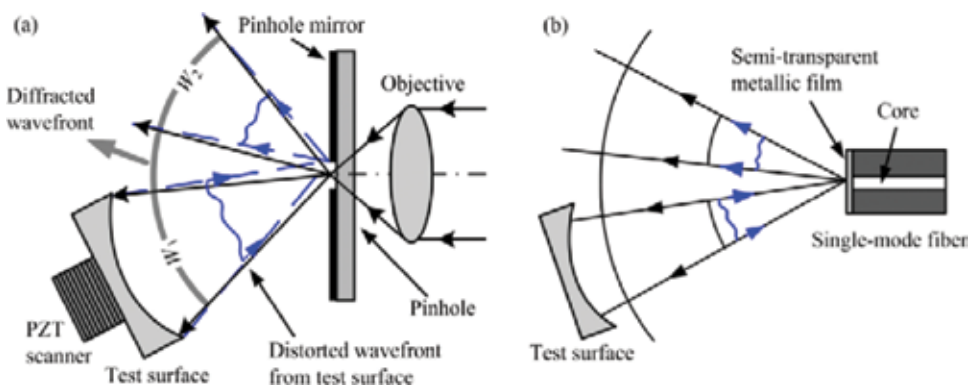 (a)
Pinhole mirror
Objective
Diffracted
wavefront
W₂
W₁
PZT
scanner
Test surface
Distorted wavefront
from test surface
Pinhole
(b)
Semi-transparent
metallic film
Core
Single-mode fiber
Test surface